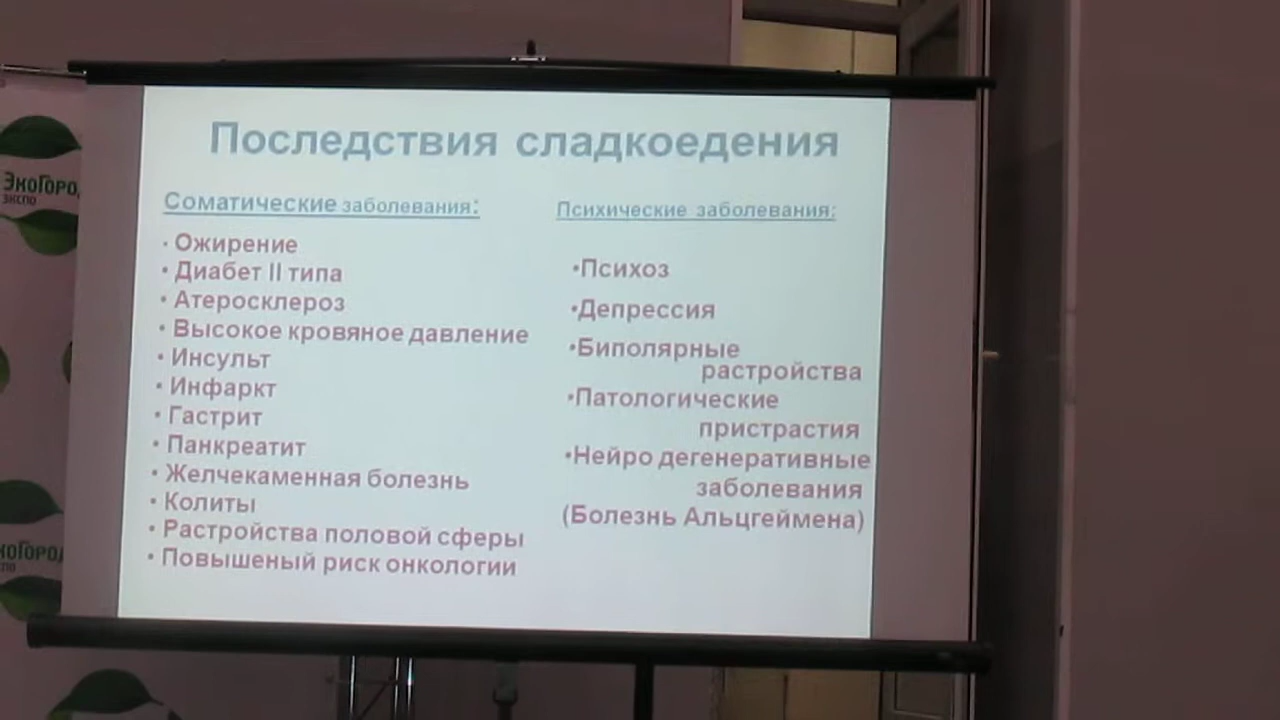 Последствия сладкоедения
Соматические заболевания:
• Ожирение
• Диабет II типа
• Атеросклероз
• Высокое кровяное давление
• Инсульт
• Инфаркт
• Гастрит
• Панкреатит
• Желчекаменная болезнь
• Колиты
• Растройства половой сферы
• Повышеный риск онкологии
Психические заболевания:
•Психоз
•Депрессия
•Биполярные
растройства
•Патологические
пристрастия
•Нейро дегенеративные
заболевания
(Болезнь Альцгеймена)
ЭкоГород
ЭКСПО